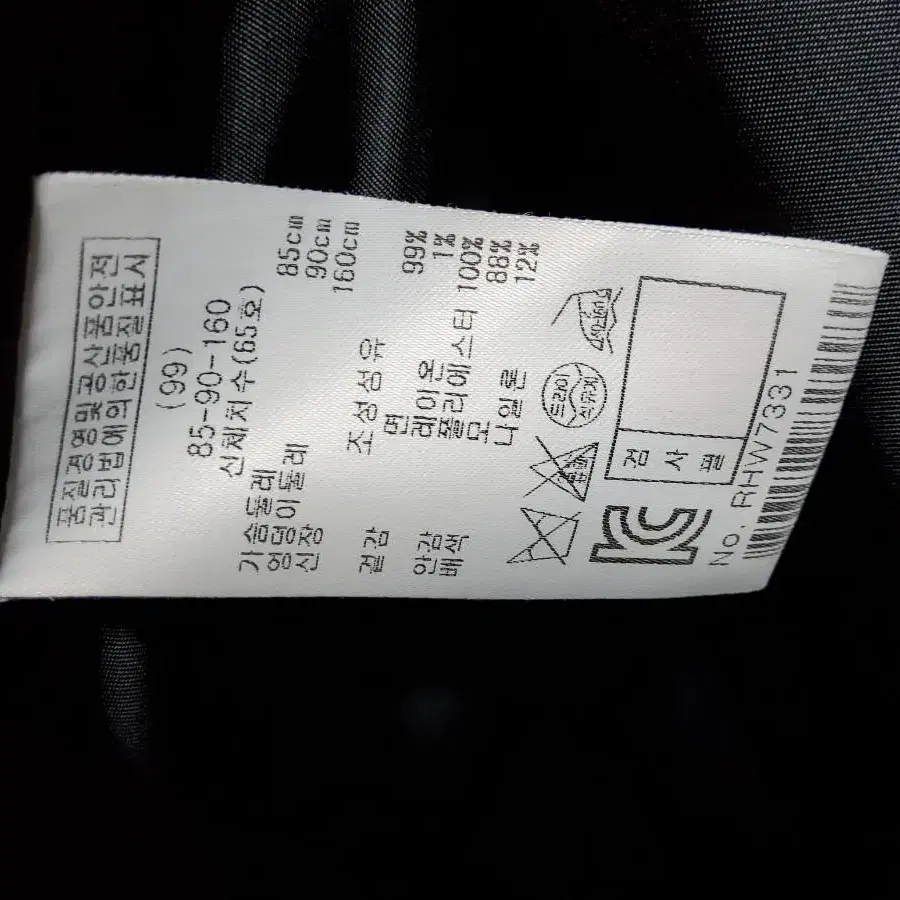 품질경영 및 공산품안전
관리법에 의한 품질표시
(99)
85-90-160
신체치수(65호)
가슴둘레 85cm
엉덩이둘레 90cm
신장 160cm
조성섬유
겉감 면 99%
레이온 1%
안감 폴리에스터 100%
배색 모 88%
나일론 12%
드라이
석유계
검사필
KC
No. RHW7331